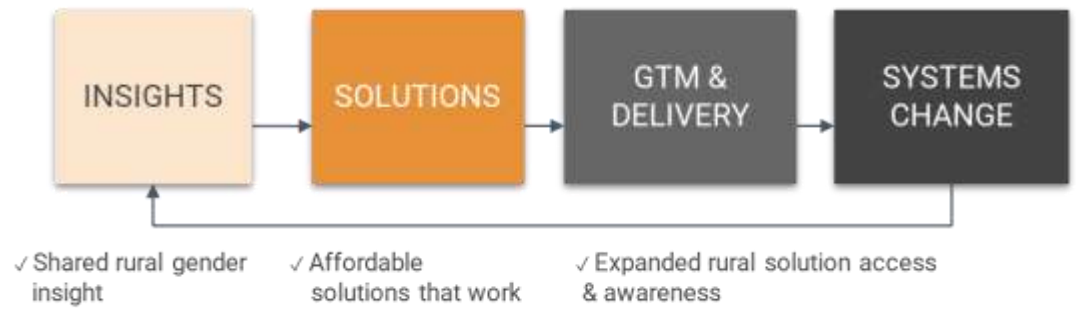 INSIGHTS
SOLUTIONS
GTM &
DELIVERY
SYSTEMS
CHANGE
✓ Shared rural gender
insight
✓ Affordable
solutions that work
✓ Expanded rural solution access
& awareness